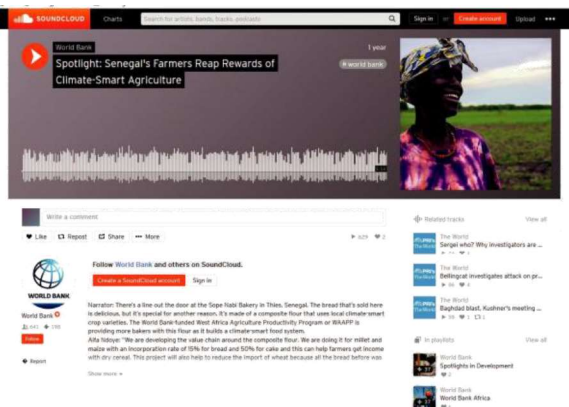 SOUNDCLOUD
Charts
Search for artists, bands, tracks, podcasts
Sign in or Create account Upload
World Bank
1 year
Spotlight: Senegal's Farmers Reap Rewards of
Climate-Smart Agriculture
# world bank
Write a comment
Like Repost Share More
629 2
Follow World Bank and others on SoundCloud.
Create a SoundCloud account Sign in
WORLD BANK
World Bank
641
Follow
Report
Narrator: There's a line out the door at the Sope Nabi Bakery in Thies, Senegal. The bread that's sold here
is delicious, but it's special for another reason. It's made of a composite flour that uses local climate-smart
crop varieties. The World Bank-funded West Africa Agriculture Productivity Program or WAAPP is
providing more bakers with this flour as it builds a climate-smart food system.
Alfa Ndoye: "We are developing the value chain around the composite flour. We are doing it for millet and
maize with an incorporation rate of 15% for bread and 50% for cake and this can help farmers get income
with dry cereal. This project will also help to reduce the import of wheat because all the bread before was
Show more
Related tracks View all
The World
Sergei who? Why investigators are ...
The World
Bellingcat investigates attack on pr...
The World
Baghdad blast, Kushner's meeting ...
In playlists View all
World Bank
Spotlights in Development
2
World Bank
World Bank Africa